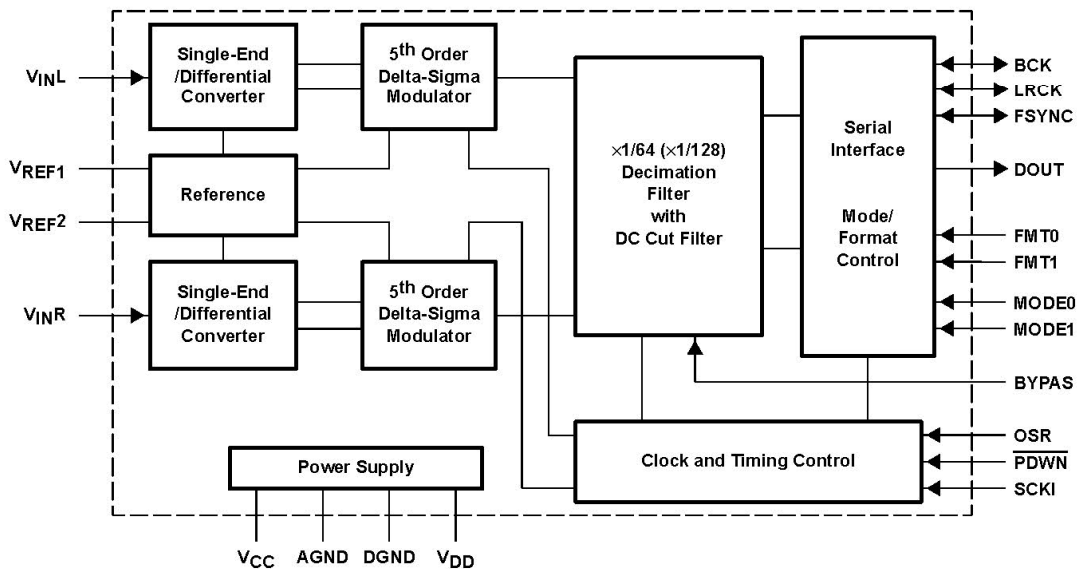 Single-End
/Differential
Converter
5th Order
Delta-Sigma
Modulator
VINL
VREF1
VREF2
Reference
Single-End
/Differential
Converter
5th Order
Delta-Sigma
Modulator
VINR
×1/64 (×1/128)
Decimation
Filter
with
DC Cut Filter
Serial
Interface
Mode/
Format
Control
BCK
LRCK
FSYNC
DOUT
FMT0
FMT1
MODE0
MODE1
BYPAS
OSR
PDWN
SCKI
Clock and Timing Control
Power Supply
VCC
AGND
DGND
VDD